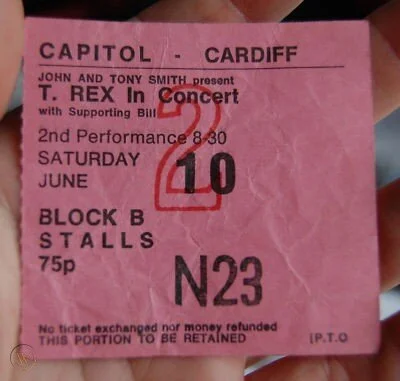 CAPITOL - CARDIFF
JOHN AND TONY SMITH present
T. REX In Concert
with Supporting Bill
2nd Performance 8-30
SATURDAY 10
2
JUNE
BLOCK B
STALLS
75p
N23
No ticket exchanged nor money refunded
THIS PORTION TO BE RETAINED (P.T.O